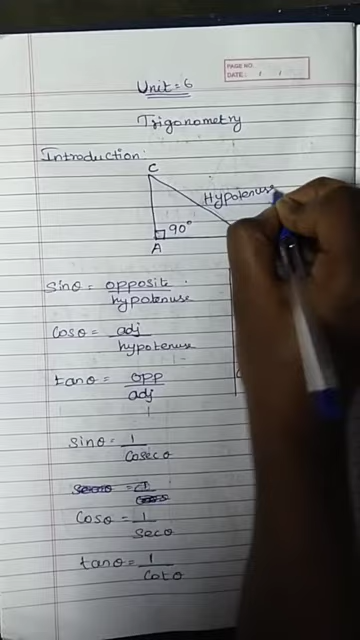 PAGE NO.
DATE: / /
Unit = 6
Trigonometry
Introduction:
C
Hypotenuse
90°
A
sinθ = opposite / hypotenuse
cosθ = adj / hypotenuse
tanθ = opp / adj
sinθ = 1 / cosecθ
cosθ = 1 / secθ
tanθ = 1 / cotθ